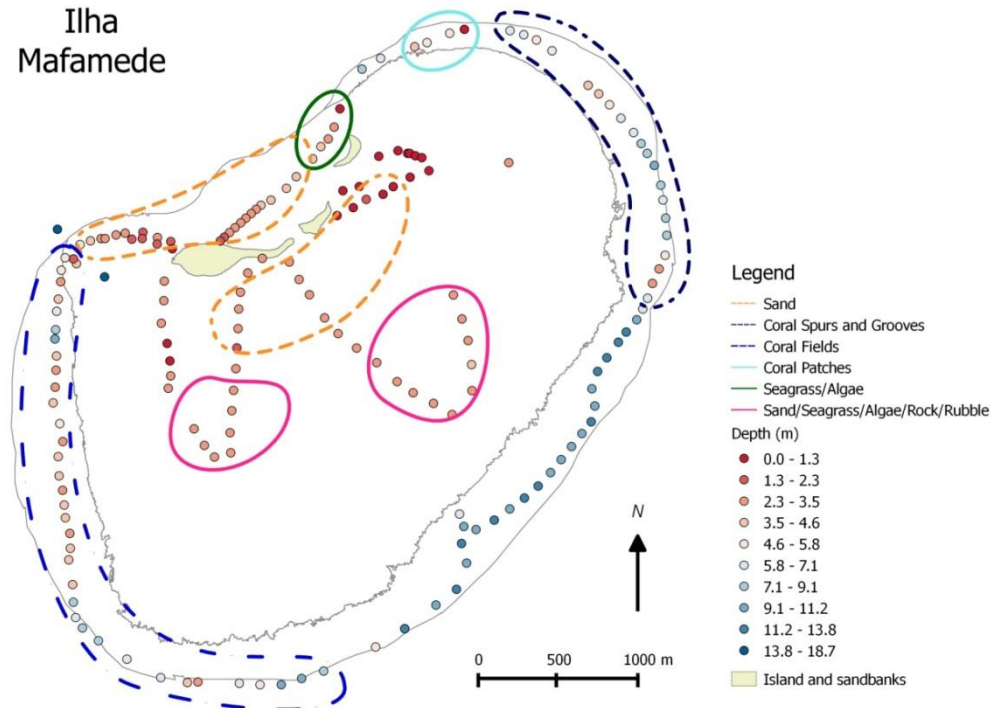 Ilha
Mafamede
Legend
Sand
Coral Spurs and Grooves
Coral Fields
Coral Patches
Seagrass/Algae
Sand/Seagrass/Algae/Rock/Rubble
Depth (m)
0.0 - 1.3
1.3 - 2.3
2.3 - 3.5
3.5 - 4.6
4.6 - 5.8
5.8 - 7.1
7.1 - 9.1
9.1 - 11.2
11.2 - 13.8
13.8 - 18.7
Island and sandbanks
N
0 500 1000 m